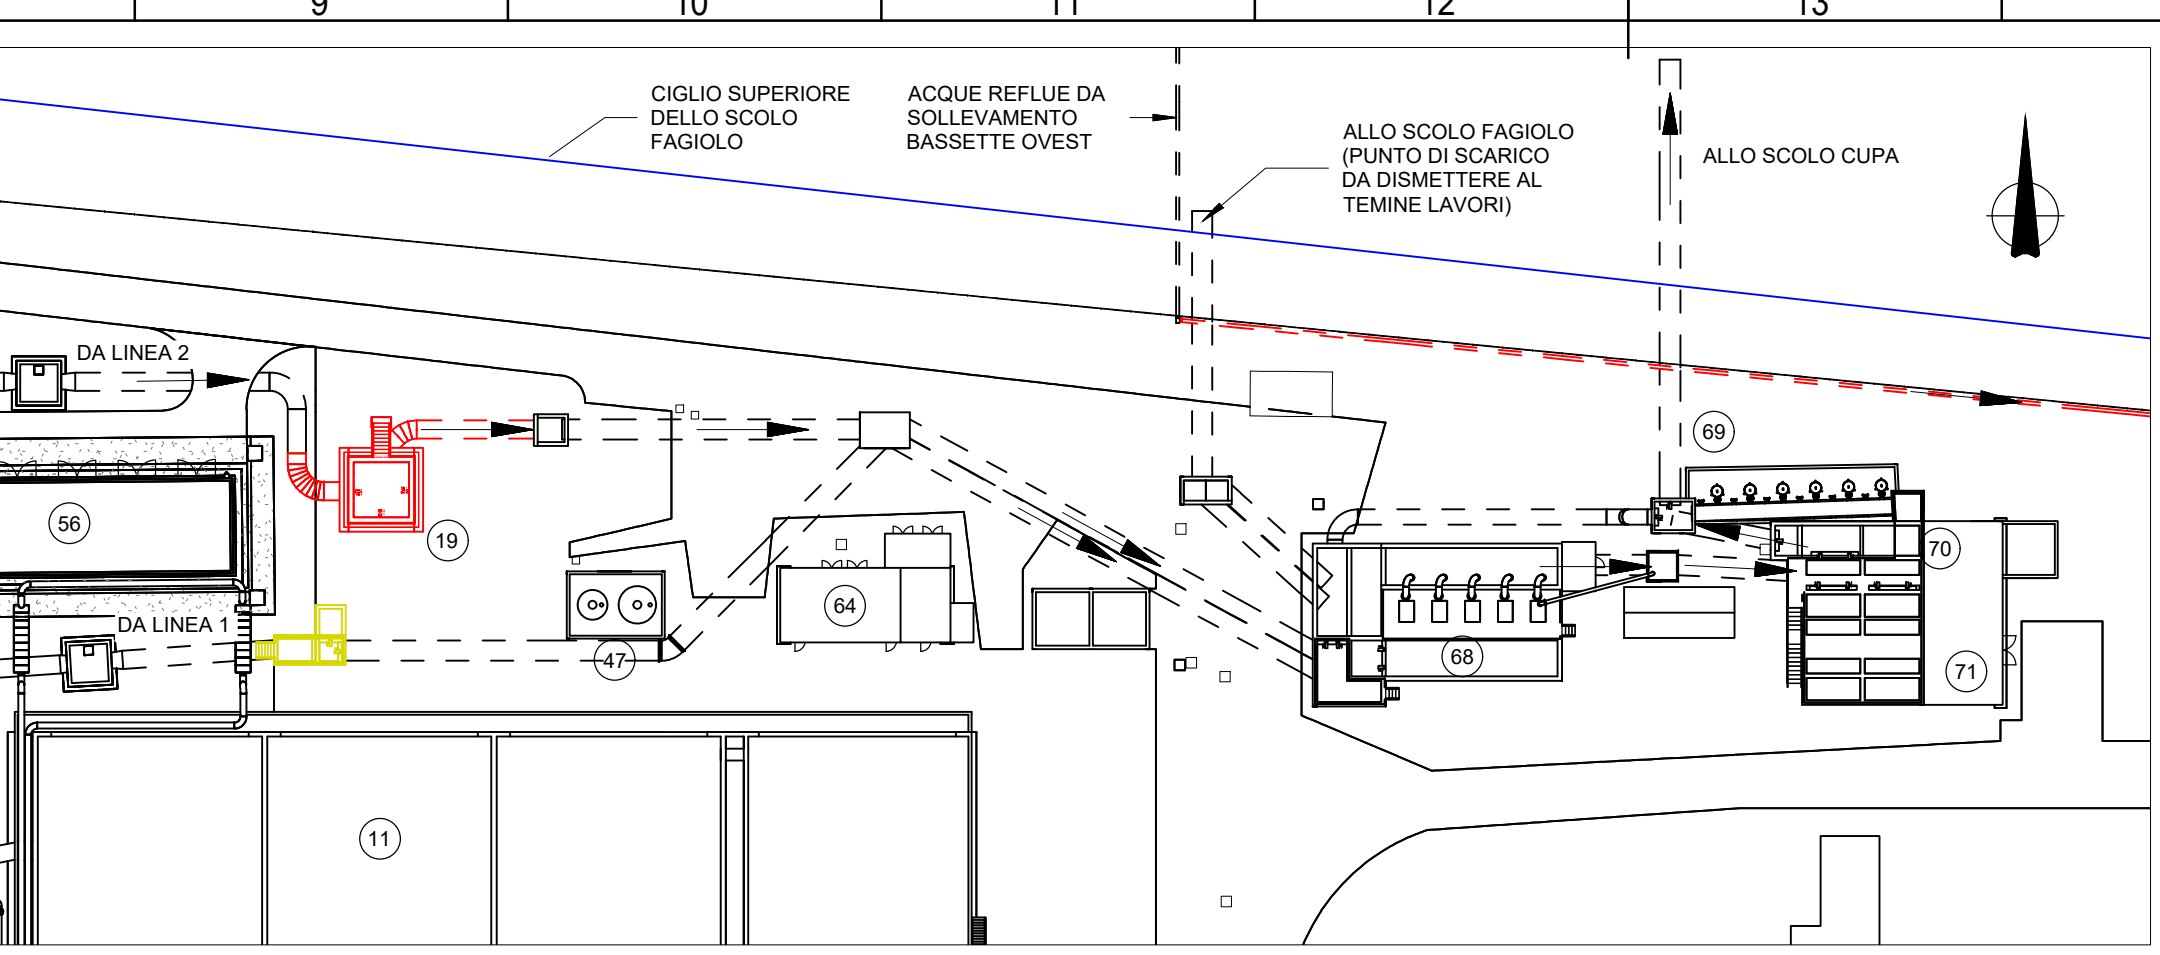 9
10
11
12
13
CIGLIO SUPERIORE
DELLO SCOLO
FAGIOLO
ACQUE REFLUE DA
SOLLEVAMENTO
BASSETTE OVEST
ALLO SCOLO FAGIOLO
(PUNTO DI SCARICO
DA DISMETTERE AL
TEMINE LAVORI)
ALLO SCOLO CUPA
DA LINEA 2
69
56
19
70
64
DA LINEA 1
47
68
71
11